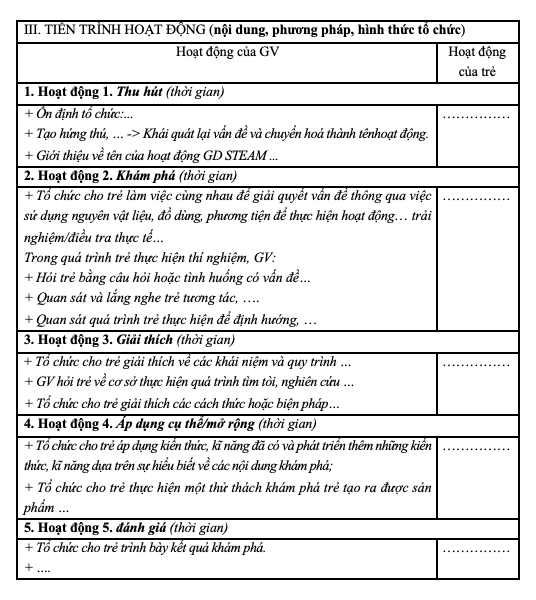 III. TIẾN TRÌNH HOẠT ĐỘNG (nội dung, phương pháp, hình thức tổ chức)
Hoạt động của GV
Hoạt động của trẻ
1. Hoạt động 1. Thu hút (thời gian)
+ Ổn định tổ chức:...
+ Tạo hứng thú, ... -> Khái quát lại vấn đề và chuyển hoá thành tênhoạt động.
+ Giới thiệu về tên của hoạt động GD STEAM ...
……………
2. Hoạt động 2. Khám phá (thời gian)
+ Tổ chức cho trẻ làm việc cùng nhau để giải quyết vấn đề thông qua việc
sử dụng nguyên vật liệu, đồ dùng, phương tiện để thực hiện hoạt động… trải
nghiệm/điều tra thực tế…
Trong quá trình trẻ thực hiện thí nghiệm, GV:
+ Hỏi trẻ bằng câu hỏi hoặc tình huống có vấn đề…
+ Quan sát và lắng nghe trẻ tương tác, ….
+ Quan sát quá trình trẻ thực hiện để định hướng, …
……………
3. Hoạt động 3. Giải thích (thời gian)
+ Tổ chức cho trẻ giải thích về các khái niệm và quy trình …
+ GV hỏi trẻ về cơ sở thực hiện quá trình tìm tòi, nghiên cứu …
+ Tổ chức cho trẻ giải thích các cách thức hoặc biện pháp…
……………
4. Hoạt động 4. Áp dụng cụ thể/mở rộng (thời gian)
+ Tổ chức cho trẻ áp dụng kiến thức, kĩ năng đã có và phát triển thêm những kiến
thức, kĩ năng dựa trên sự hiểu biết về các nội dung khám phá;
+ Tổ chức cho trẻ thực hiện một thử thách khám phá trẻ tạo ra được sản
phẩm …
……………
5. Hoạt động 5. đánh giá (thời gian)
+ Tổ chức cho trẻ trình bày kết quả khám phá.
+ ….
……………